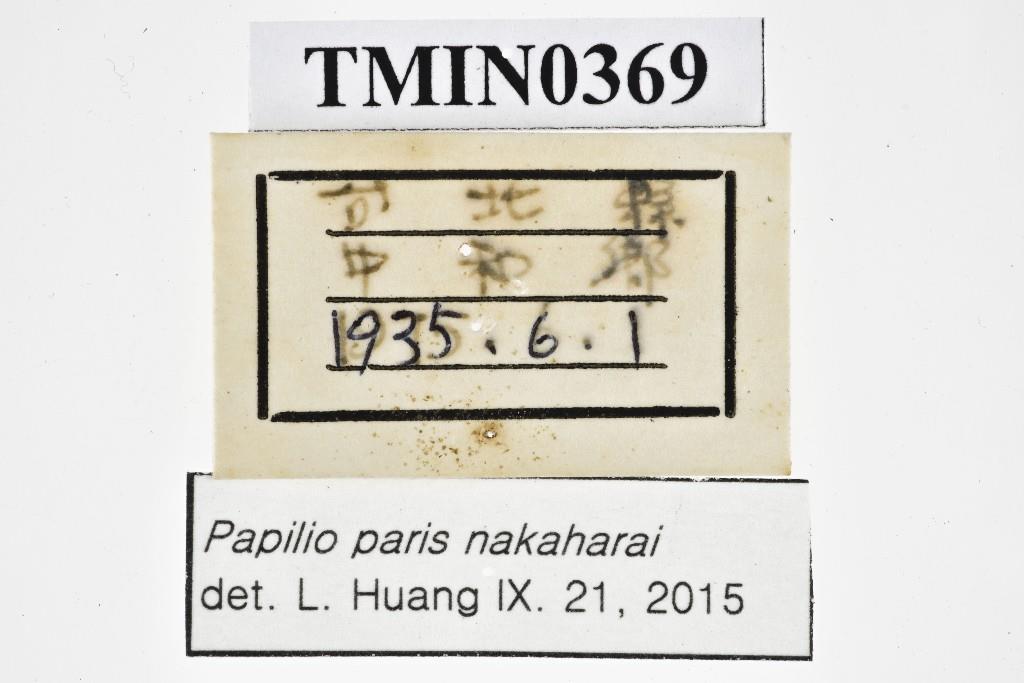 TMIN0369
台北縣
中和鄉
1935.6.1
Papilio paris nakaharai
det. L. Huang IX. 21, 2015